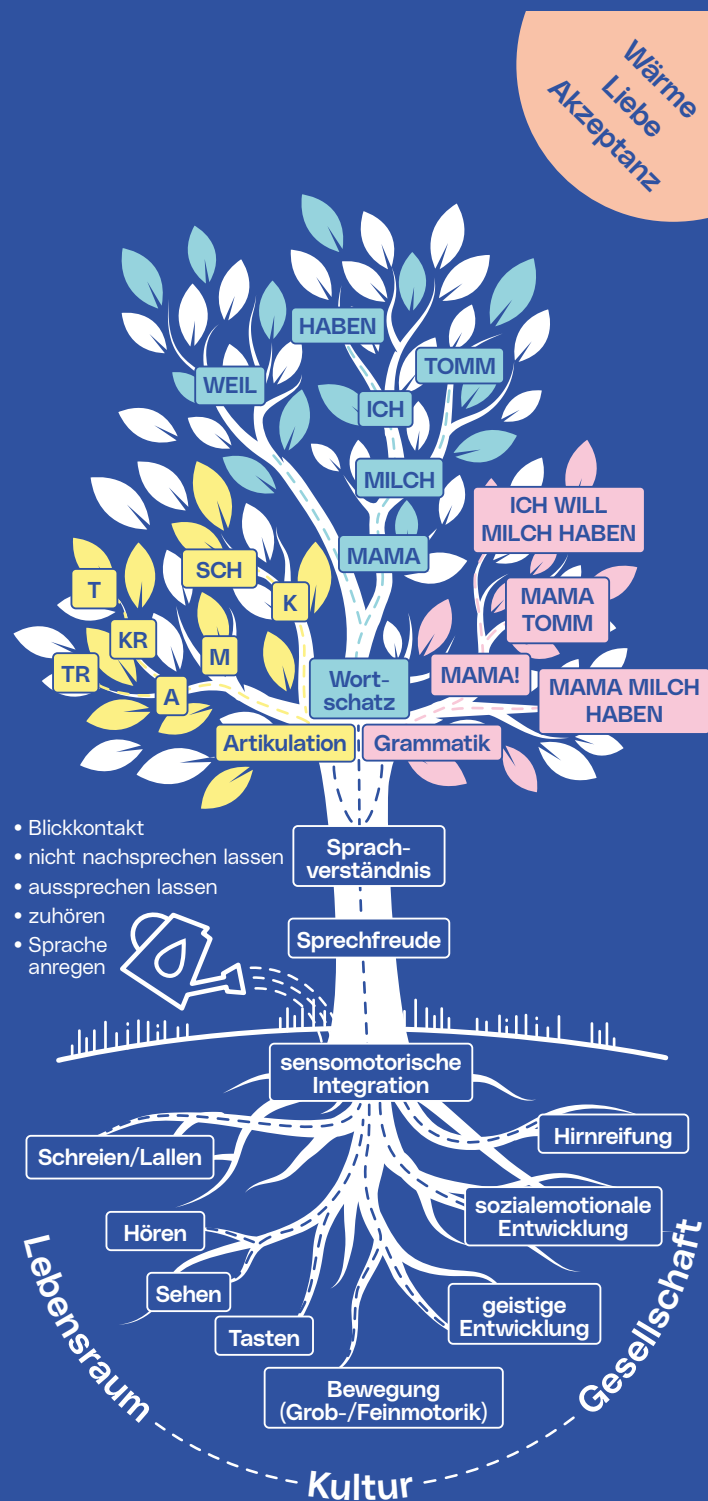 Wärme
Liebe
Akzeptanz
HABEN
TOMM
WEIL
ICH
MILCH
MAMA
ICH WILL
MILCH HABEN
SCH
T
K
MAMA
TOMM
KR
M
TR
A
MAMA!
MAMA MILCH
HABEN
Wort-
schatz
Artikulation
Grammatik
• Blickkontakt
• nicht nachsprechen lassen
• aussprechen lassen
• zuhören
• Sprache
anregen
Sprach-
verständnis
Sprechfreude
sensomotorische
Integration
Hirnreifung
Schreien/Lallen
sozialemotionale
Entwicklung
Hören
Sehen
geistige
Entwicklung
Tasten
Bewegung
(Grob-/Feinmotorik)
Lebensraum
Kultur
Gesellschaft